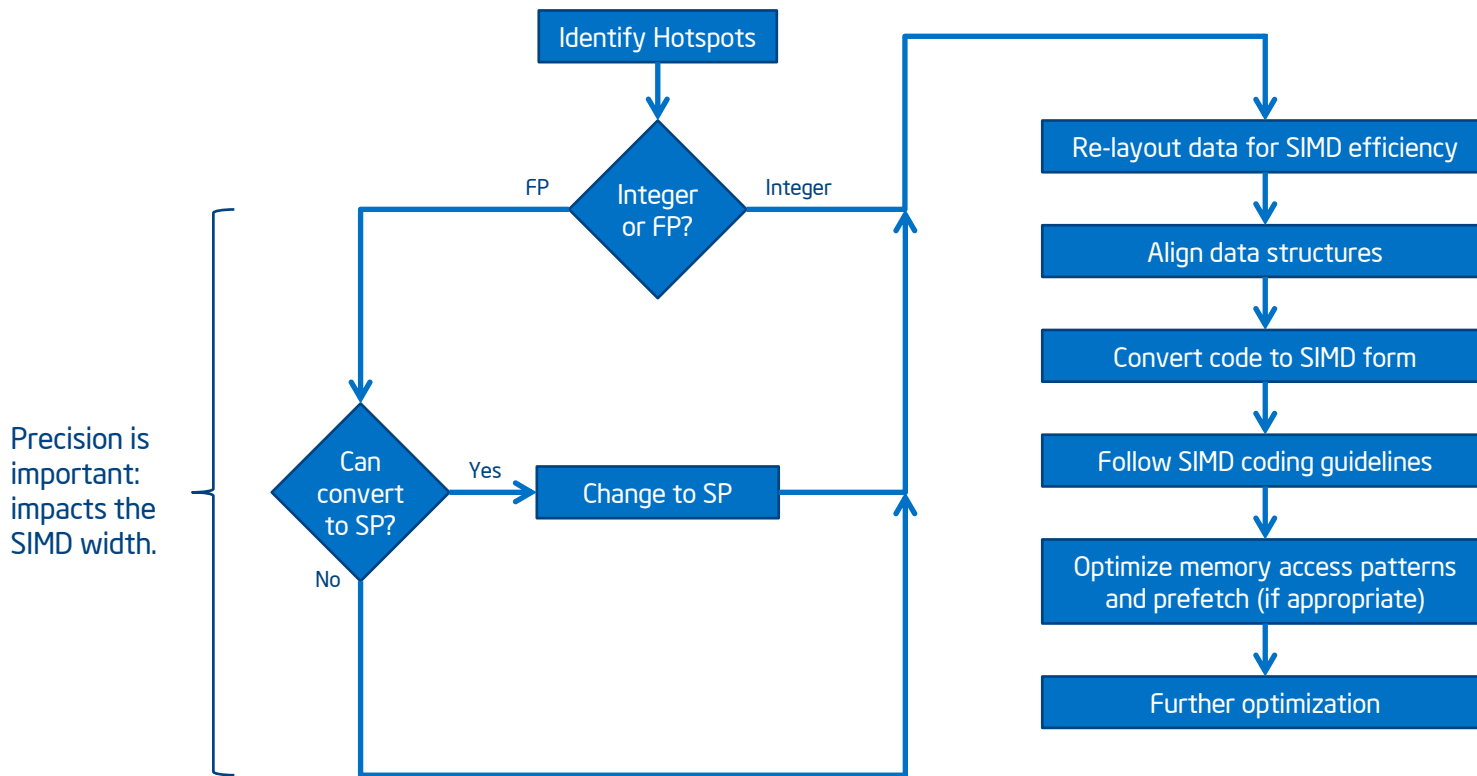 Identify Hotspots
Integer
or FP?
FP
Integer
Can
convert
to SP?
Yes
No
Change to SP
Precision is
important:
impacts the
SIMD width.
Re-layout data for SIMD efficiency
Align data structures
Convert code to SIMD form
Follow SIMD coding guidelines
Optimize memory access patterns
and prefetch (if appropriate)
Further optimization